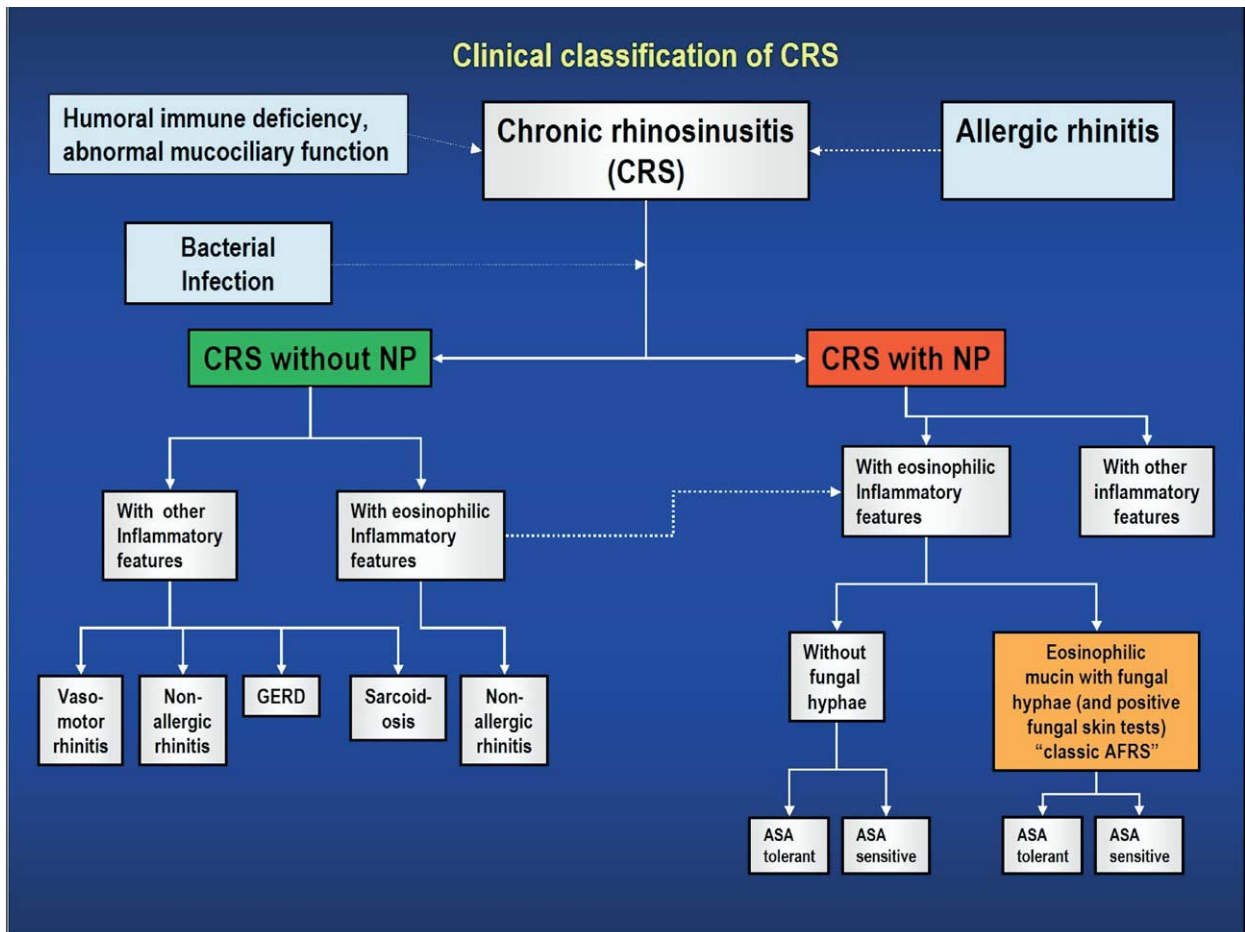 Clinical classification of CRS
Humoral immune deficiency,
abnormal mucociliary function
Chronic rhinosinusitis
(CRS)
Allergic rhinitis
Bacterial
Infection
CRS without NP
CRS with NP
With other
Inflammatory
features
With eosinophilic
Inflammatory
features
With eosinophilic
Inflammatory
features
With other
inflammatory
features
Vaso-
motor
rhinitis
Non-
allergic
rhinitis
GERD
Sarcoid-
osis
Non-
allergic
rhinitis
Without
fungal
hyphae
Eosinophilic
mucin with fungal
hyphae (and positive
fungal skin tests)
“classic AFRS”
ASA
tolerant
ASA
sensitive
ASA
tolerant
ASA
sensitive